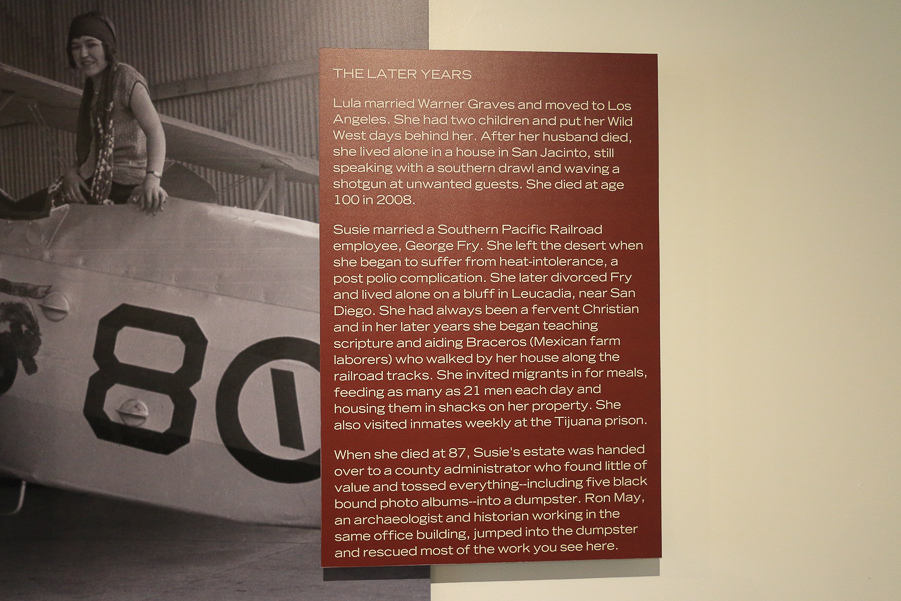 THE LATER YEARS
Lula married Warner Graves and moved to Los
Angeles. She had two children and put her Wild
West days behind her. After her husband died,
she lived alone in a house in San Jacinto, still
speaking with a southern drawl and waving a
shotgun at unwanted guests. She died at age
100 in 2008.
Susie married a Southern Pacific Railroad
employee, George Fry. She left the desert when
she began to suffer from heat-intolerance, a
post polio complication. She later divorced Fry
and lived alone on a bluff in Leucadia, near San
Diego. She had always been a fervent Christian
and in her later years she began teaching
scripture and aiding Braceros (Mexican farm
laborers) who walked by her house along the
railroad tracks. She invited migrants in for meals,
feeding as many as 21 men each day and
housing them in shacks on her property. She
also visited inmates weekly at the Tijuana prison.
When she died at 87, Susie's estate was handed
over to a county administrator who found little of
value and tossed everything--including five black
bound photo albums--into a dumpster. Ron May,
an archaeologist and historian working in the
same office building, jumped into the dumpster
and rescued most of the work you see here.
8